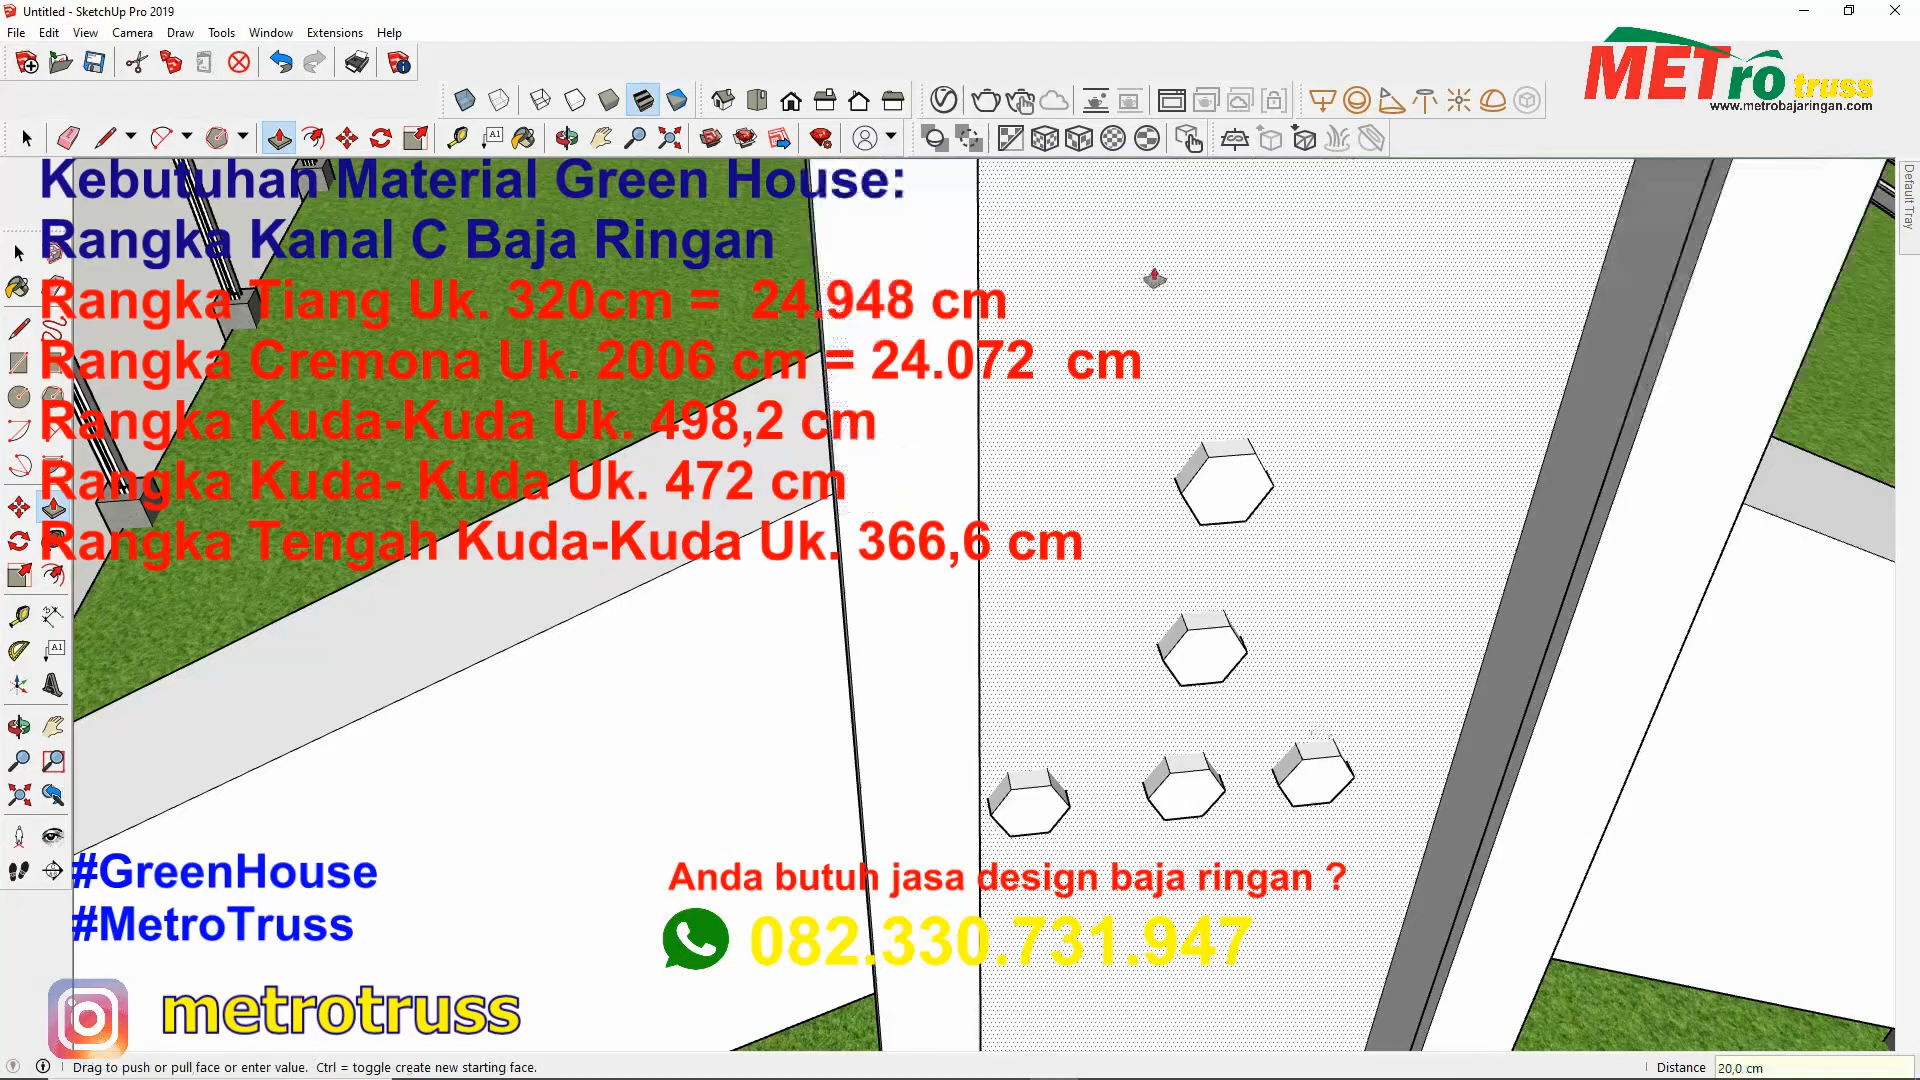 Untitled - SketchUp Pro 2019
File Edit View Camera Draw Tools Window Extensions Help
METro truss
www.metrobajaringan.com
Default Tray
Kebutuhan Material Green House:
Rangka Kanal C Baja Ringan
Rangka Tiang Uk. 320cm = 24.948 cm
Rangka Cremona Uk. 2006 cm = 24.072 cm
Rangka Kuda-Kuda Uk. 498,2 cm
Rangka Kuda- Kuda Uk. 472 cm
Rangka Tengah Kuda-Kuda Uk. 366,6 cm
#GreenHouse
#MetroTruss
Anda butuh jasa design baja ringan ?
082.330.731.947
metrotruss
Drag to push or pull face or enter value. Ctrl = toggle create new starting face.
Distance 20,0 cm